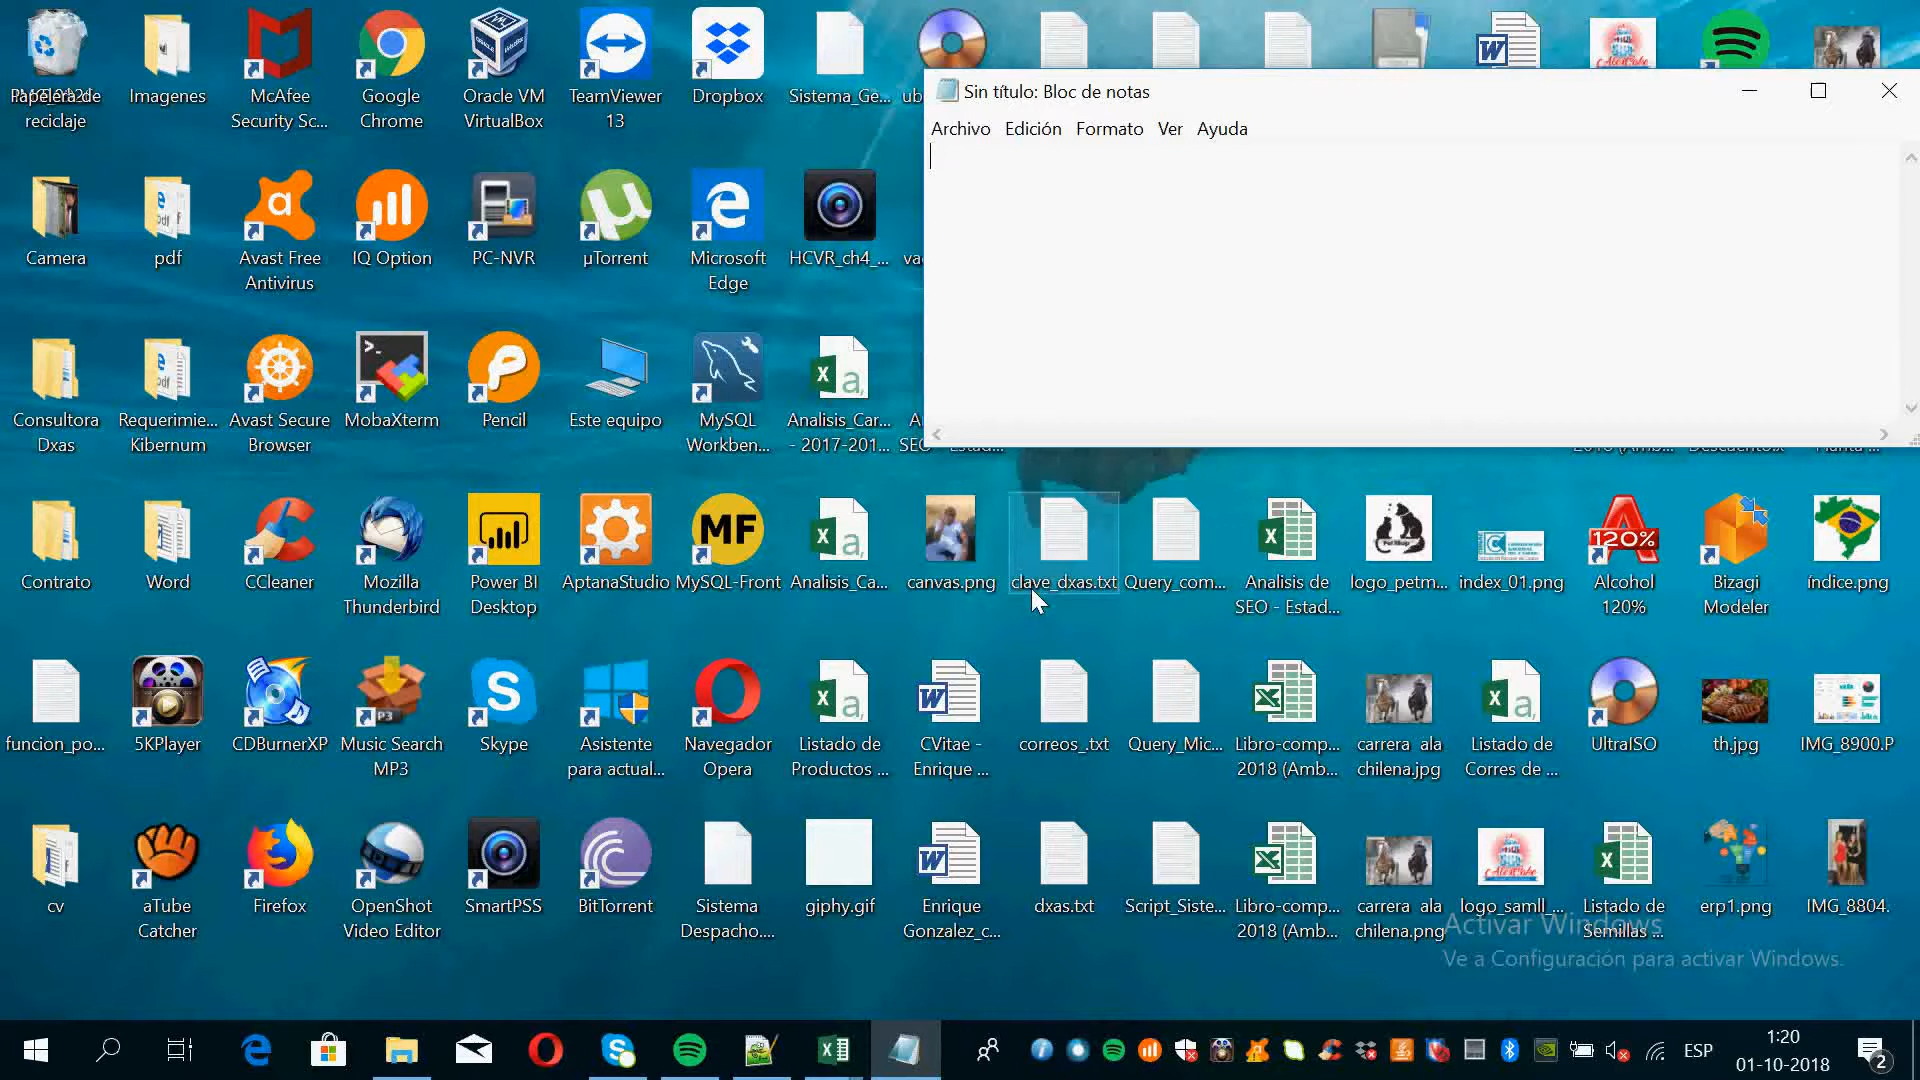 Papelera de
reciclaje
Imagenes
McAfee
Security Sc...
Google
Chrome
Oracle VM
VirtualBox
TeamViewer
13
Dropbox
Sistema_Ge...
Sin título: Bloc de notas
Archivo Edición Formato Ver Ayuda
Camera
pdf
Avast Free
Antivirus
IQ Option
PC-NVR
µTorrent
Microsoft
Edge
HCVR_ch4_...
Consultora
Dxas
Requerimie...
Kibernum
Avast Secure
Browser
MobaXterm
Pencil
Este equipo
MySQL
Workben...
Analisis_Car...
- 2017-201...
Contrato
Word
CCleaner
Mozilla
Thunderbird
Power BI
Desktop
AptanaStudio
MF
MySQL-Front
Analisis_Ca...
canvas.png
clave_dxas.txt
Query_com...
Analisis de
SEO - Estad...
logo_petm...
index_01.png
120%
Alcohol
120%
Bizagi
Modeler
índice.png
funcion_po...
5KPlayer
CDBurnerXP
Music Search
MP3
Skype
Asistente
para actual...
Navegador
Opera
Listado de
Productos ...
CVitae -
Enrique ...
correos_.txt
Query_Mic...
Libro-comp...
2018 (Amb...
carrera ala
chilena.jpg
Listado de
Corres de ...
UltraISO
th.jpg
IMG_8900.P
cv
aTube
Catcher
Firefox
OpenShot
Video Editor
SmartPSS
BitTorrent
Sistema
Despacho....
giphy.gif
Enrique
Gonzalez_c...
dxas.txt
Script_Siste...
Libro-comp...
2018 (Amb...
carrera ala
chilena.png
logo_samll_...
Listado de
Semillas ...
erp1.png
IMG_8804.
Activar Windows
Ve a Configuración para activar Windows.
ESP
1:20
01-10-2018
2